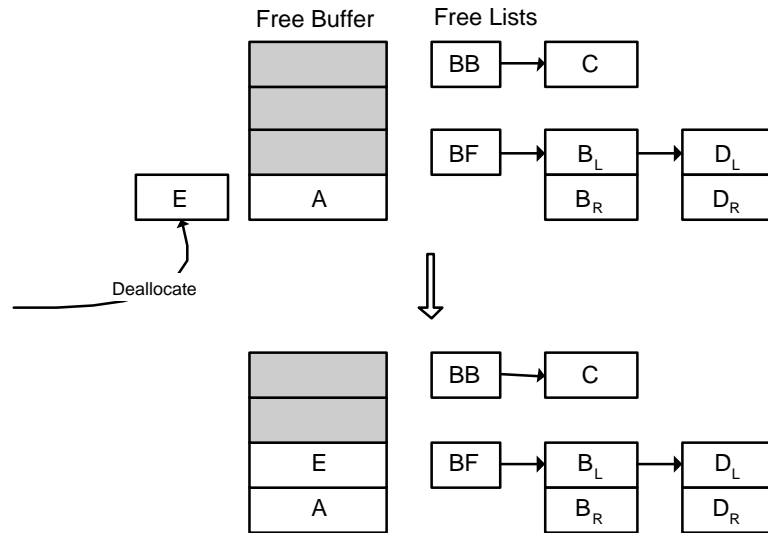 Free Buffer Free Lists
BB C
BF B_L D_L
E A B_R D_R
Deallocate
BB C
E BF B_L D_L
A B_R D_R